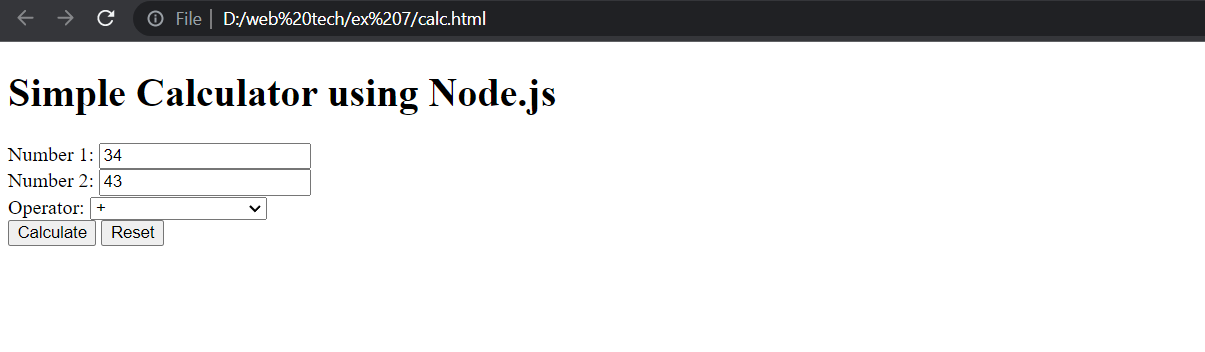 File D:/web%20tech/ex%207/calc.html
Simple Calculator using Node.js
Number 1: 34
Number 2: 43
Operator: +
Calculate Reset